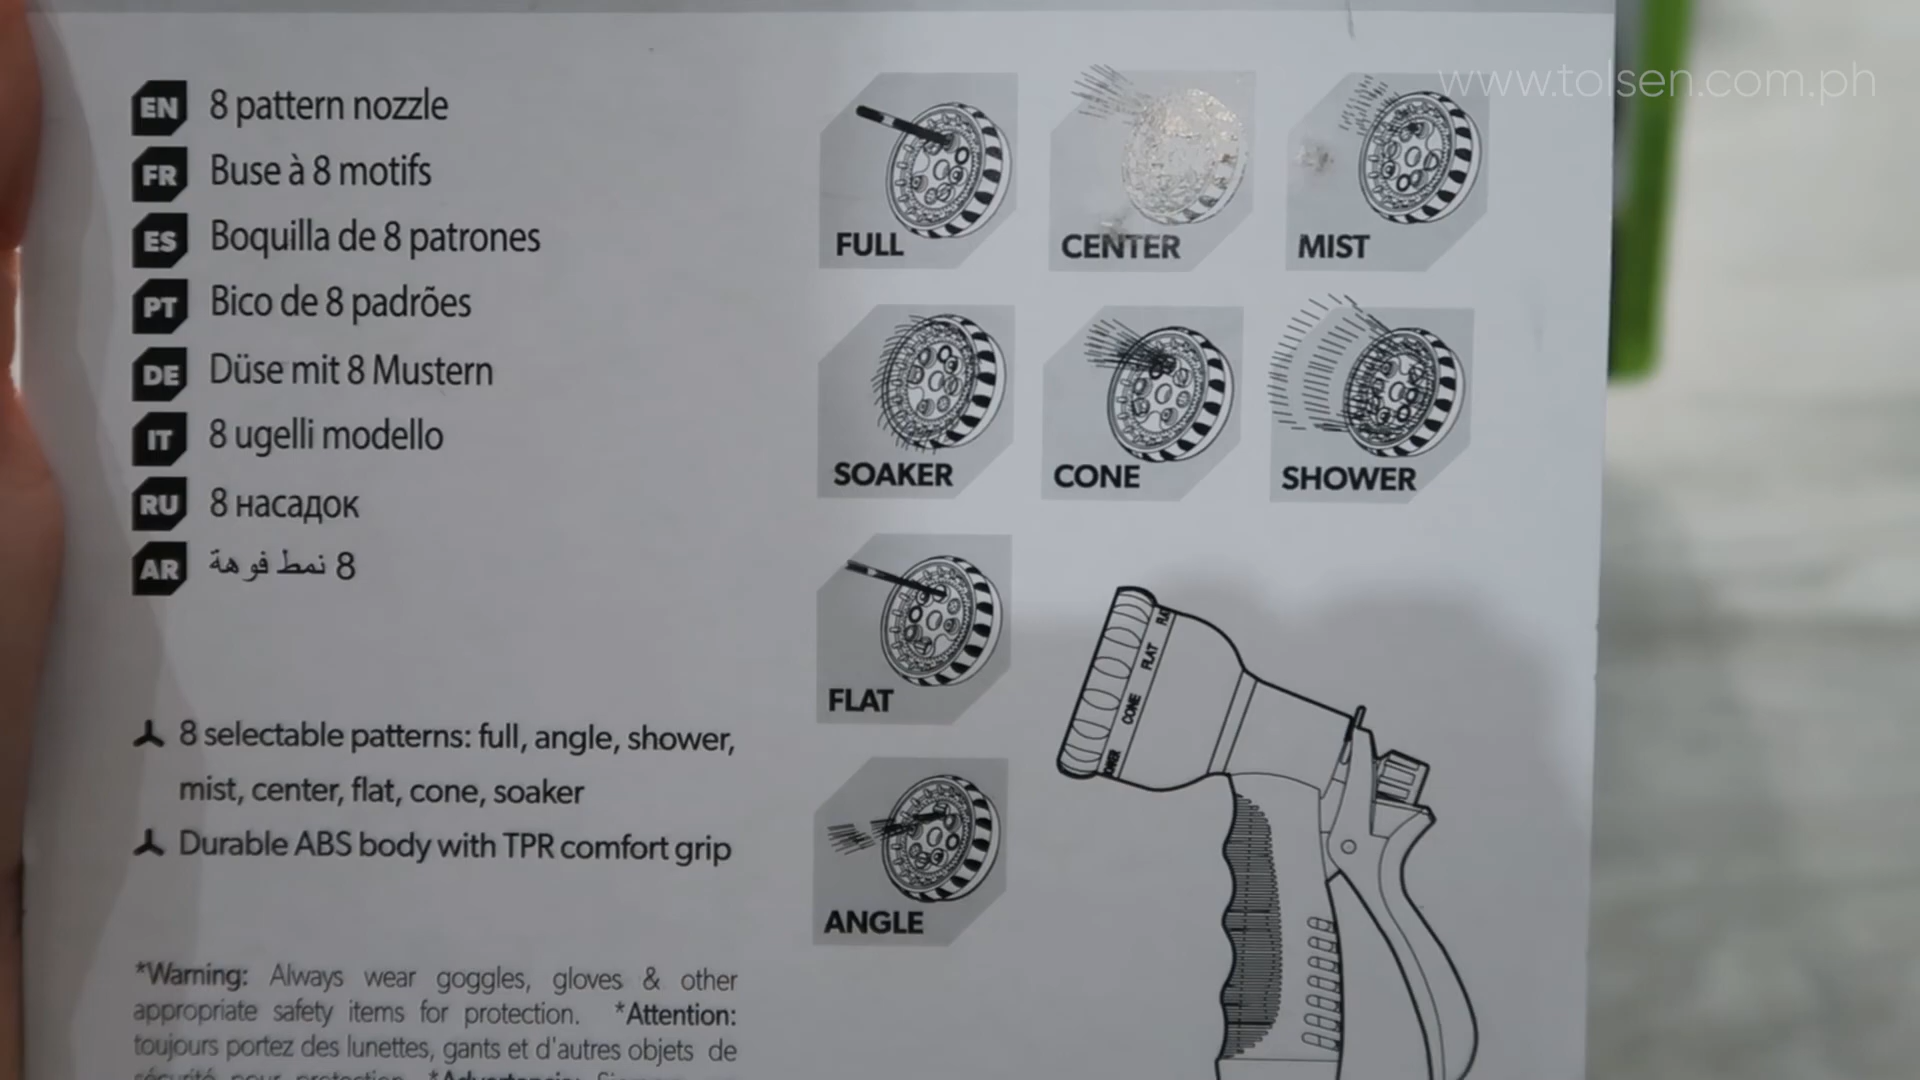 www.tolsen.com.ph
EN 8 pattern nozzle
FR Buse à 8 motifs
ES Boquilla de 8 patrones
PT Bico de 8 padrões
DE Düse mit 8 Mustern
IT 8 ugelli modello
RU 8 насадок
AR 8 نمط فوهة
8 selectable patterns: full, angle, shower,
mist, center, flat, cone, soaker
Durable ABS body with TPR comfort grip
*Warning: Always wear goggles, gloves & other
appropriate safety items for protection. *Attention:
toujours portez des lunettes, gants et d'autres objets de
sécurité pour protection.
FULL
CENTER
MIST
SOAKER
CONE
SHOWER
FLAT
ANGLE
FLAT
CONE